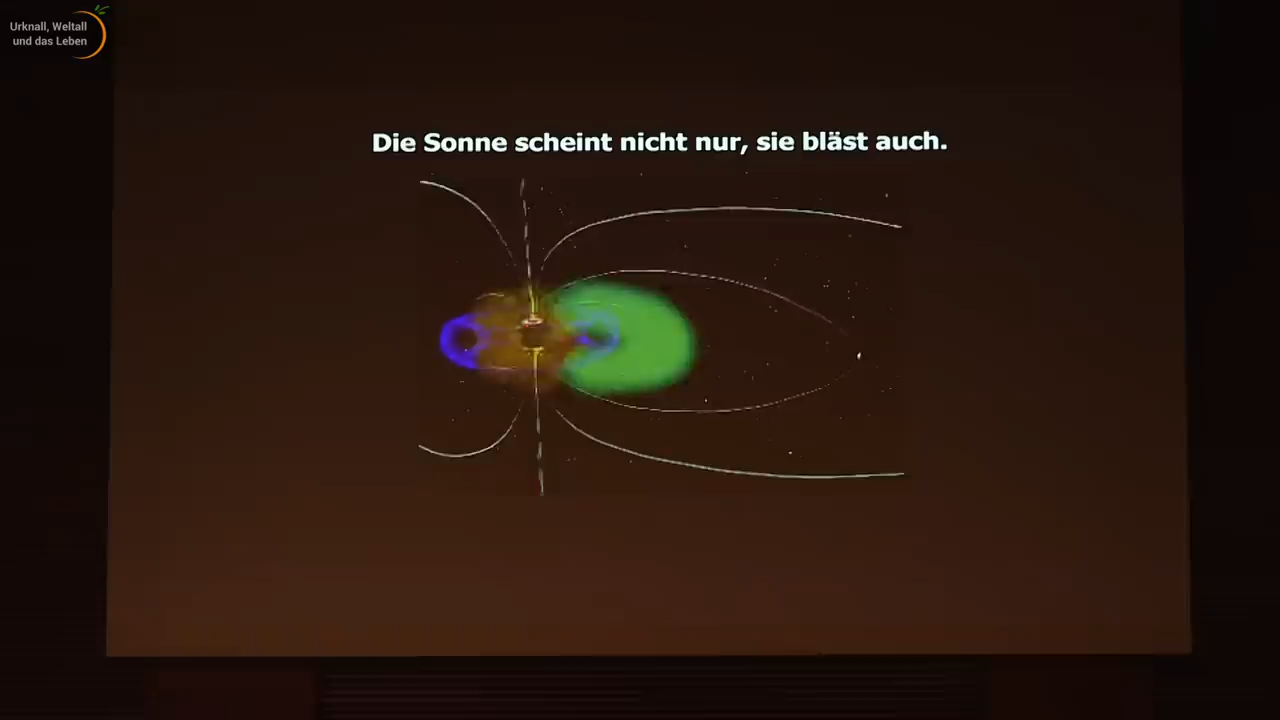 Urknall, Weltall
und das Leben
Die Sonne scheint nicht nur, sie bläst auch.